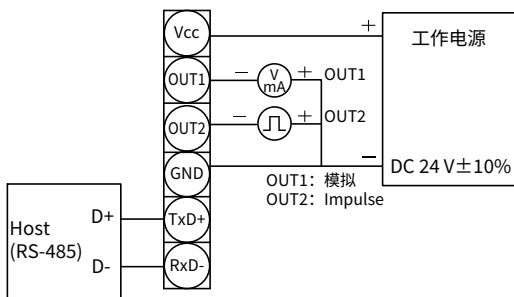 Vcc
+
工作电源
OUT1
−
V
mA
+
OUT1
OUT2
−
+
OUT2
−
DC 24 V±10%
GND
OUT1：模拟
OUT2：Impulse
Host
(RS-485)
D+
TxD+
D-
RxD-